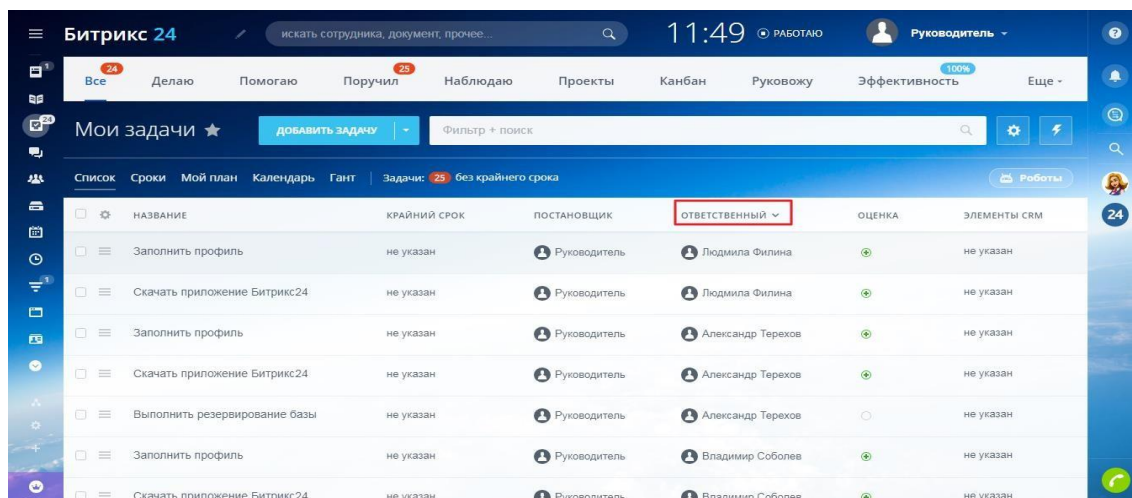 Битрикс 24 искать сотрудника, документ, прочее... 11:49 РАБОТАЮ Руководитель
1
24 25 100%
Все Делаю Помогаю Поручил Наблюдаю Проекты Канбан Руковожу Эффективность Еще
24
Мои задачи ДОБАВИТЬ ЗАДАЧУ Фильтр + поиск
Список Сроки Мой план Календарь Гант Задачи: 25 без крайнего срока Роботы
НАЗВАНИЕ КРАЙНИЙ СРОК ПОСТАНОВЩИК ОТВЕТСТВЕННЫЙ ОЦЕНКА ЭЛЕМЕНТЫ CRM
24
Заполнить профиль не указан Руководитель Людмила Филина не указан
1
Скачать приложение Битрикс24 не указан Руководитель Людмила Филина не указан
Заполнить профиль не указан Руководитель Александр Терехов не указан
Скачать приложение Битрикс24 не указан Руководитель Александр Терехов не указан
Выполнить резервирование базы не указан Руководитель Александр Терехов не указан
Заполнить профиль не указан Руководитель Владимир Соболев не указан
Скачать приложение Битрикс24 не указан Руководитель Владимир Соболев не указан